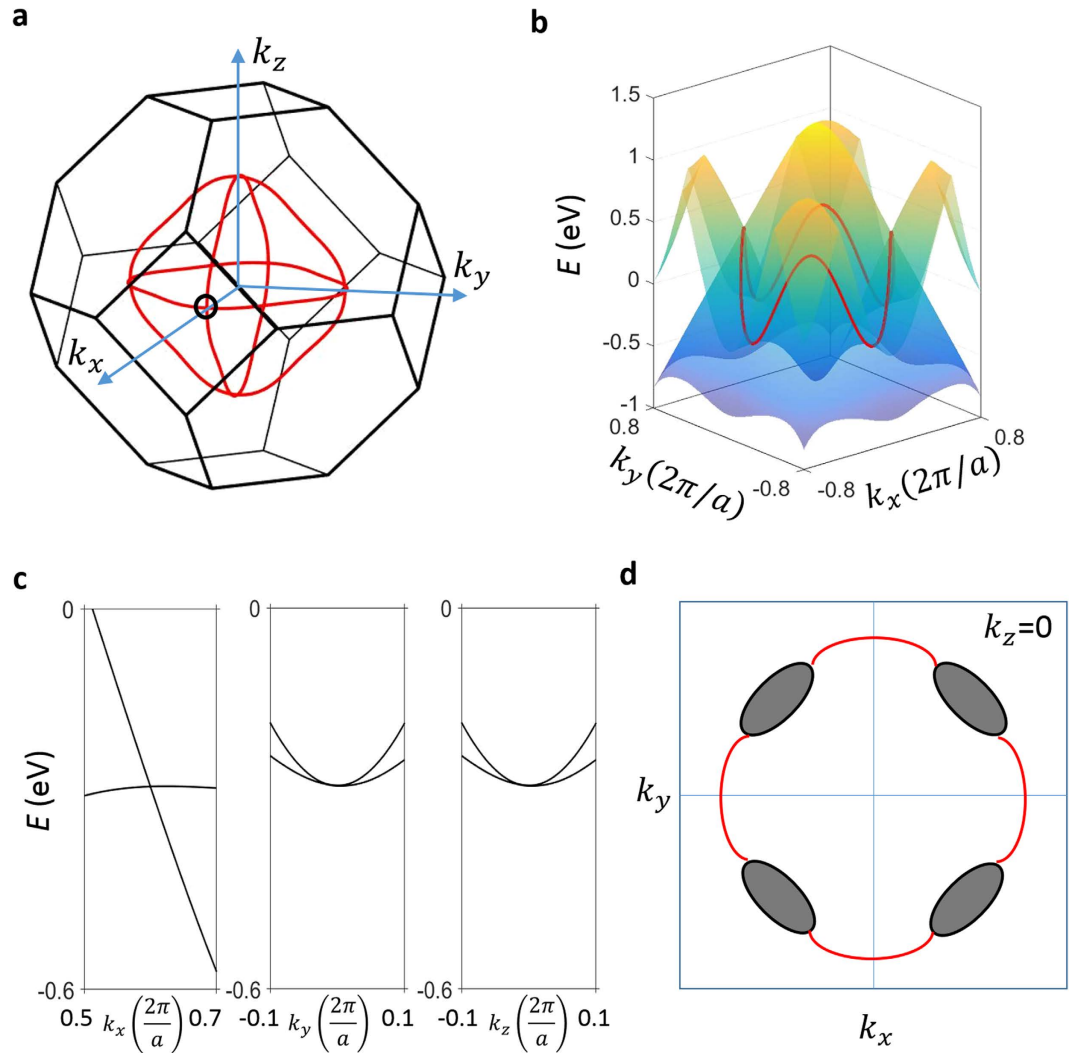 a
k_z
k_y
k_x
b
1.5
1
0.5
0
-0.5
-1
E (eV)
0.8
-0.8
k_y(2π/a)
-0.8
0.8
k_x(2π/a)
c
0
0
0
E (eV)
-0.6
-0.6
-0.6
0.5 k_x(2π/a) 0.7
-0.1 k_y(2π/a) 0.1
-0.1 k_z(2π/a) 0.1
d
k_z=0
k_y
k_x